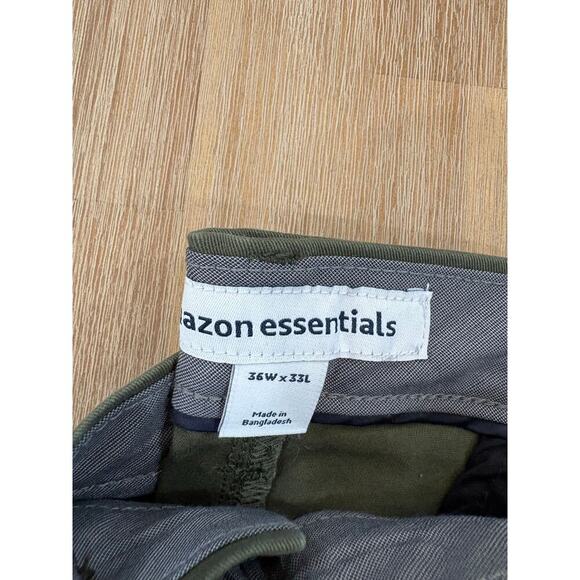 azon essentials
36W x 33L
Made in
Bangladesh